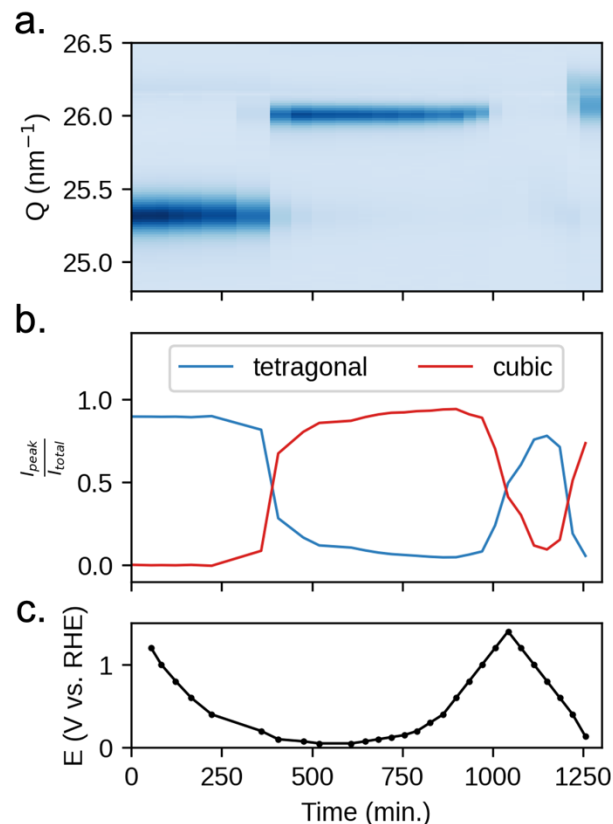 a.
26.5
26.0
25.5
25.0
Q (nm⁻¹)
b.
tetragonal cubic
1.0
0.5
0.0
I_peak
I_total
c.
1
0
E (V vs. RHE)
0 250 500 750 1000 1250
Time (min.)